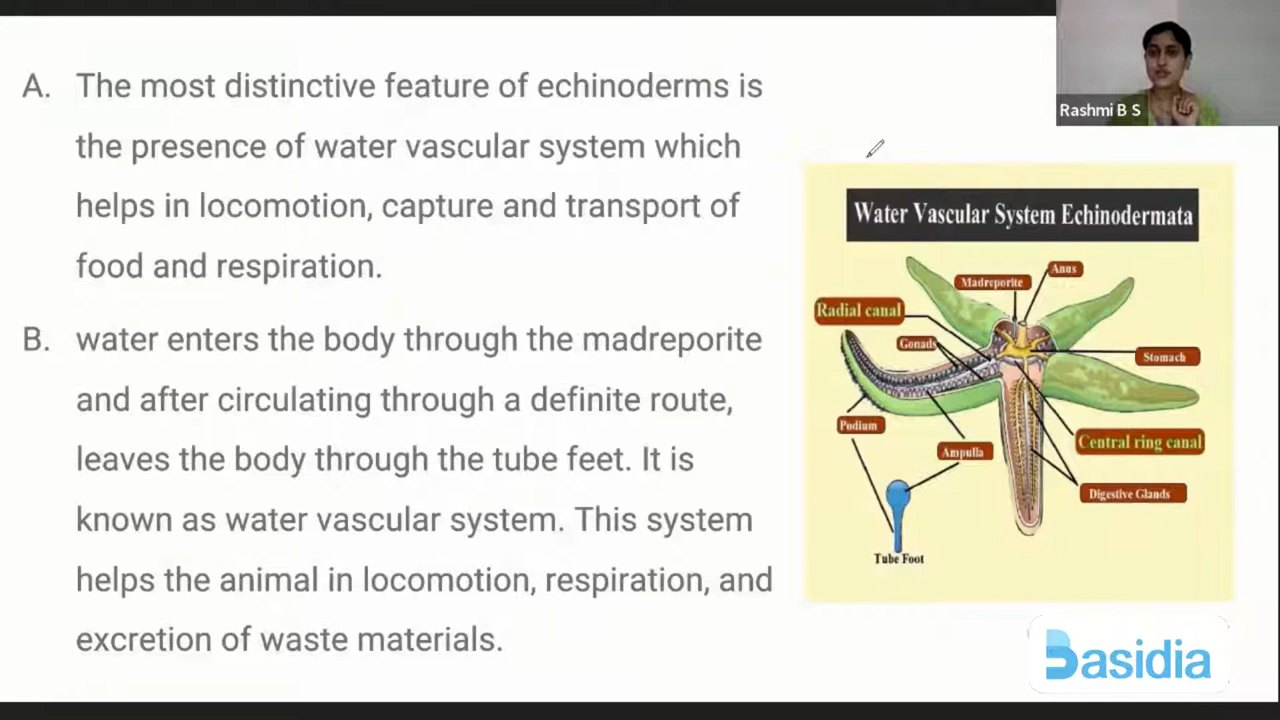 A. The most distinctive feature of echinoderms is
the presence of water vascular system which
helps in locomotion, capture and transport of
food and respiration.
B. water enters the body through the madreporite
and after circulating through a definite route,
leaves the body through the tube feet. It is
known as water vascular system. This system
helps the animal in locomotion, respiration, and
excretion of waste materials.
Rashmi B S
Water Vascular System Echinodermata
Anus
Madreporite
Radial canal
Gonads
Stomach
Podium
Central ring canal
Ampulla
Digestive Glands
Tube Foot
Basidia